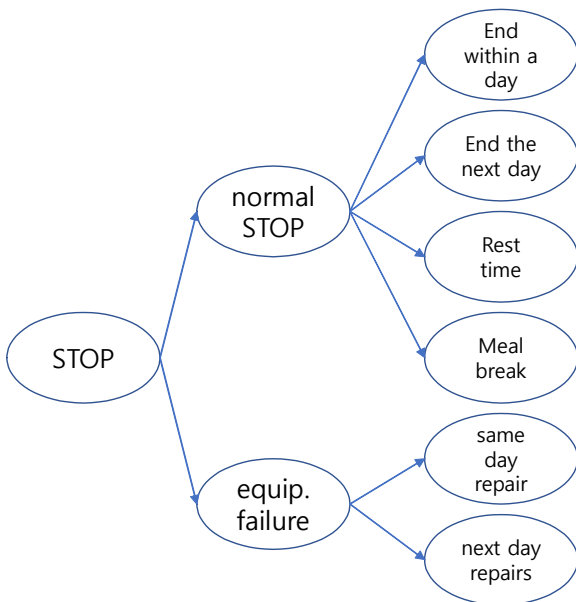 End
within a
day
End the
next day
normal
STOP
Rest
time
STOP
Meal
break
same
day
repair
equip.
failure
next day
repairs